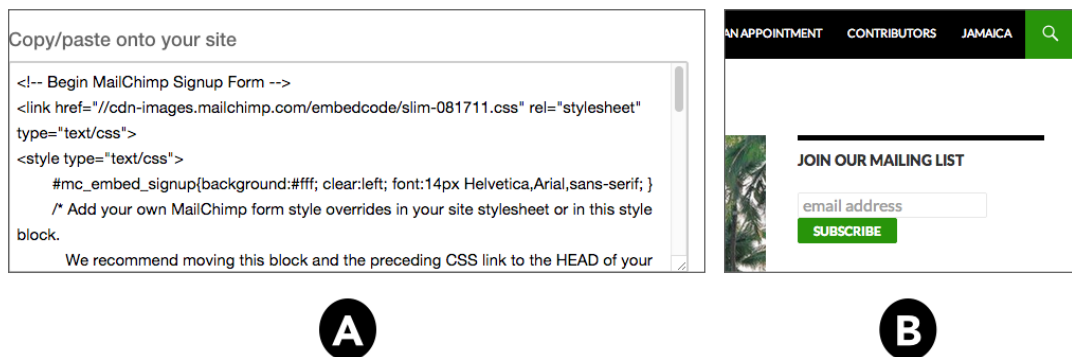 Copy/paste onto your site
<!-- Begin MailChimp Signup Form -->
<link href="//cdn-images.mailchimp.com/embedcode/slim-081711.css" rel="stylesheet"
type="text/css">
<style type="text/css">
#mc_embed_signup{background:#fff; clear:left; font:14px Helvetica,Arial,sans-serif; }
/* Add your own MailChimp form style overrides in your site stylesheet or in this style
block.
We recommend moving this block and the preceding CSS link to the HEAD of your
A
AN APPOINTMENT CONTRIBUTORS JAMAICA
JOIN OUR MAILING LIST
email address
SUBSCRIBE
B